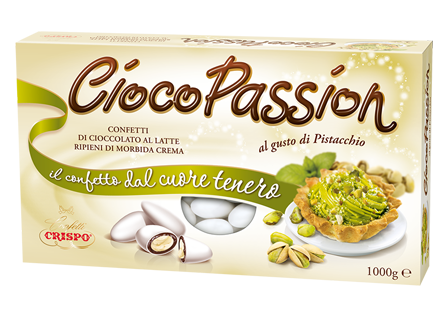 CiocoPassion
CONFETTI
DI CIOCCOLATO AL LATTE
RIPIENI DI MORBIDA CREMA
al gusto di Pistacchio
il confetto dal cuore tenero
Confetti
CRISPO
1000g e